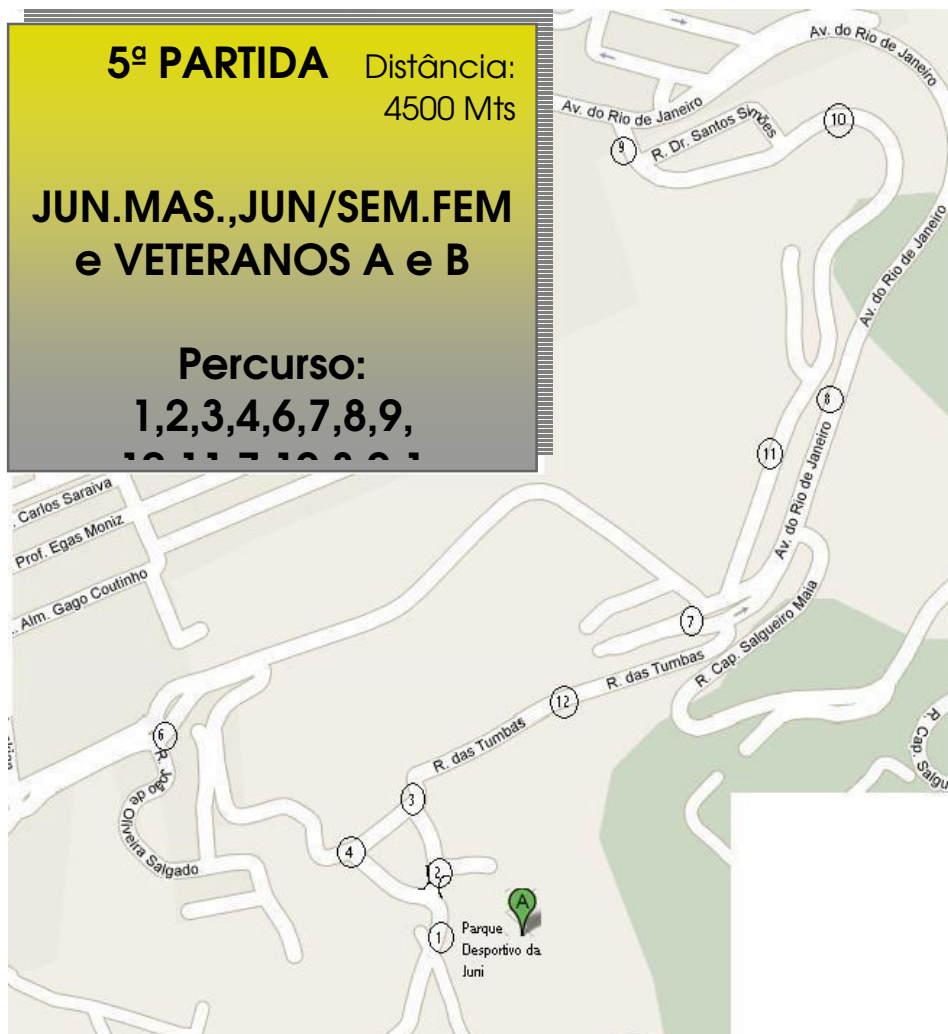 5ª PARTIDA Distância:
4500 Mts
JUN.MAS.,JUN/SEM.FEM
e VETERANOS A e B
Percurso:
1,2,3,4,6,7,8,9,
Av. do Rio de Janeiro
Av. do Rio de Janeiro
10
R. Dr. Santos Simões
9
Av. do Rio de Janeiro
8
11
Av. do Rio de Janeiro
Carlos Saraiva
Prof. Egas Moniz
Alm. Gago Coutinho
7
R. Cap. Salgueiro Maia
R. das Tumbas
12
R. das Tumbas
6
R. João de Oliveira Salgado
R. Cap. Salgu
3
4
2
A
1
Parque
Desportivo da
Juni